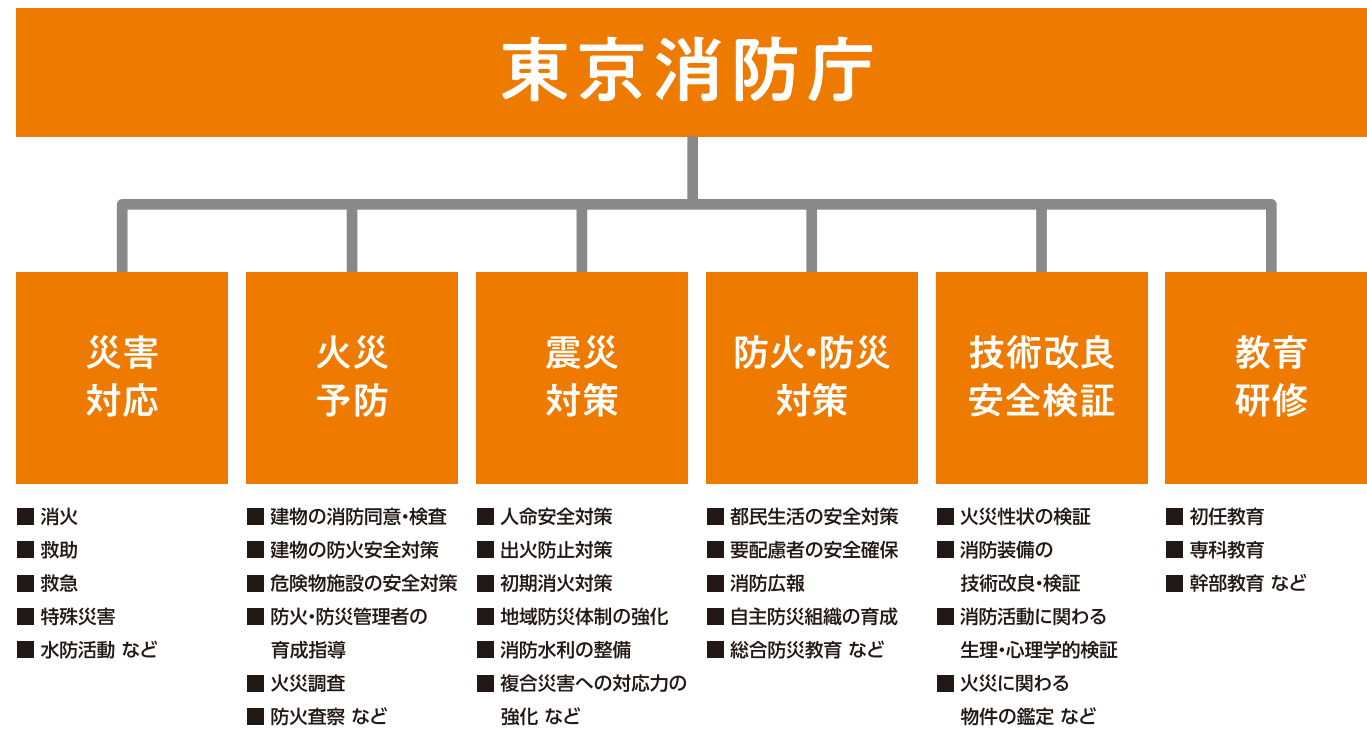 東京消防庁
災害
対応
■ 消火
■ 救助
■ 救急
■ 特殊災害
■ 水防活動 など
火災
予防
■ 建物の消防同意・検査
■ 建物の防火安全対策
■ 危険物施設の安全対策
■ 防火・防災管理者の
育成指導
■ 火災調査
■ 防火査察 など
震災
対策
■ 人命安全対策
■ 出火防止対策
■ 初期消火対策
■ 地域防災体制の強化
■ 消防水利の整備
■ 複合災害への対応力の
強化 など
防火・防災
対策
■ 都民生活の安全対策
■ 要配慮者の安全確保
■ 消防広報
■ 自主防災組織の育成
■ 総合防災教育 など
技術改良
安全検証
■ 火災性状の検証
■ 消防装備の
技術改良・検証
■ 消防活動に関わる
生理・心理学的検証
■ 火災に関わる
物件の鑑定 など
教育
研修
■ 初任教育
■ 専科教育
■ 幹部教育 など